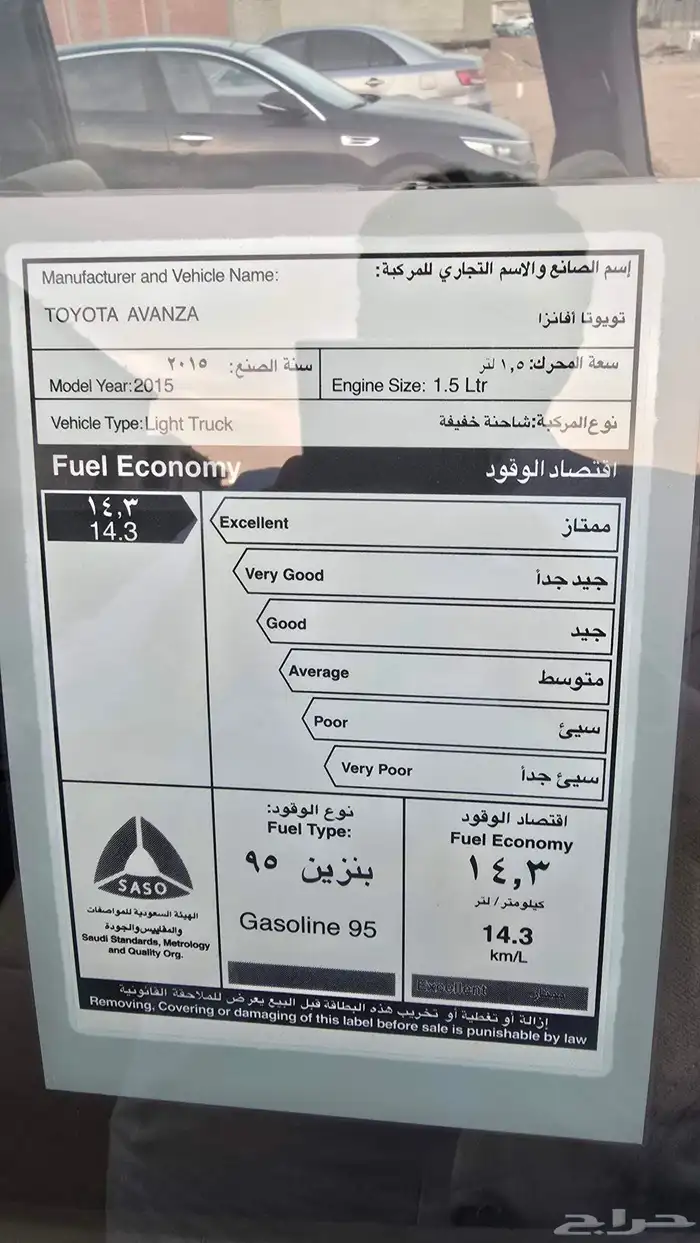 Manufacturer and Vehicle Name: إسم الصانع والاسم التجاري للمركبة:
TOYOTA AVANZA تويوتا أفانزا
سنة الصنع: ٢٠١٥
Model Year:2015
سعة المحرك: ١,٥ لتر
Engine Size: 1.5 Ltr
Vehicle Type:Light Truck نوع المركبة:شاحنة خفيفة
Fuel Economy اقتصاد الوقود
١٤,٣
14.3
Excellent ممتاز
Very Good جيد جداً
Good جيد
Average متوسط
Poor سيئ
Very Poor سيئ جداً
SASO
الهيئة السعودية للمواصفات
والمقاييس والجودة
Saudi Standards, Metrology
and Quality Org.
نوع الوقود:
Fuel Type:
بنزين ٩٥
Gasoline 95
اقتصاد الوقود
Fuel Economy
١٤,٣
كيلومتر / لتر
14.3
km/L
Excellent ممتاز
إزالة أو تغطية أو تخريب هذه البطاقة قبل البيع يعرض للملاحقة القانونية
Removing, Covering or damaging of this label before sale is punishable by law
حراج